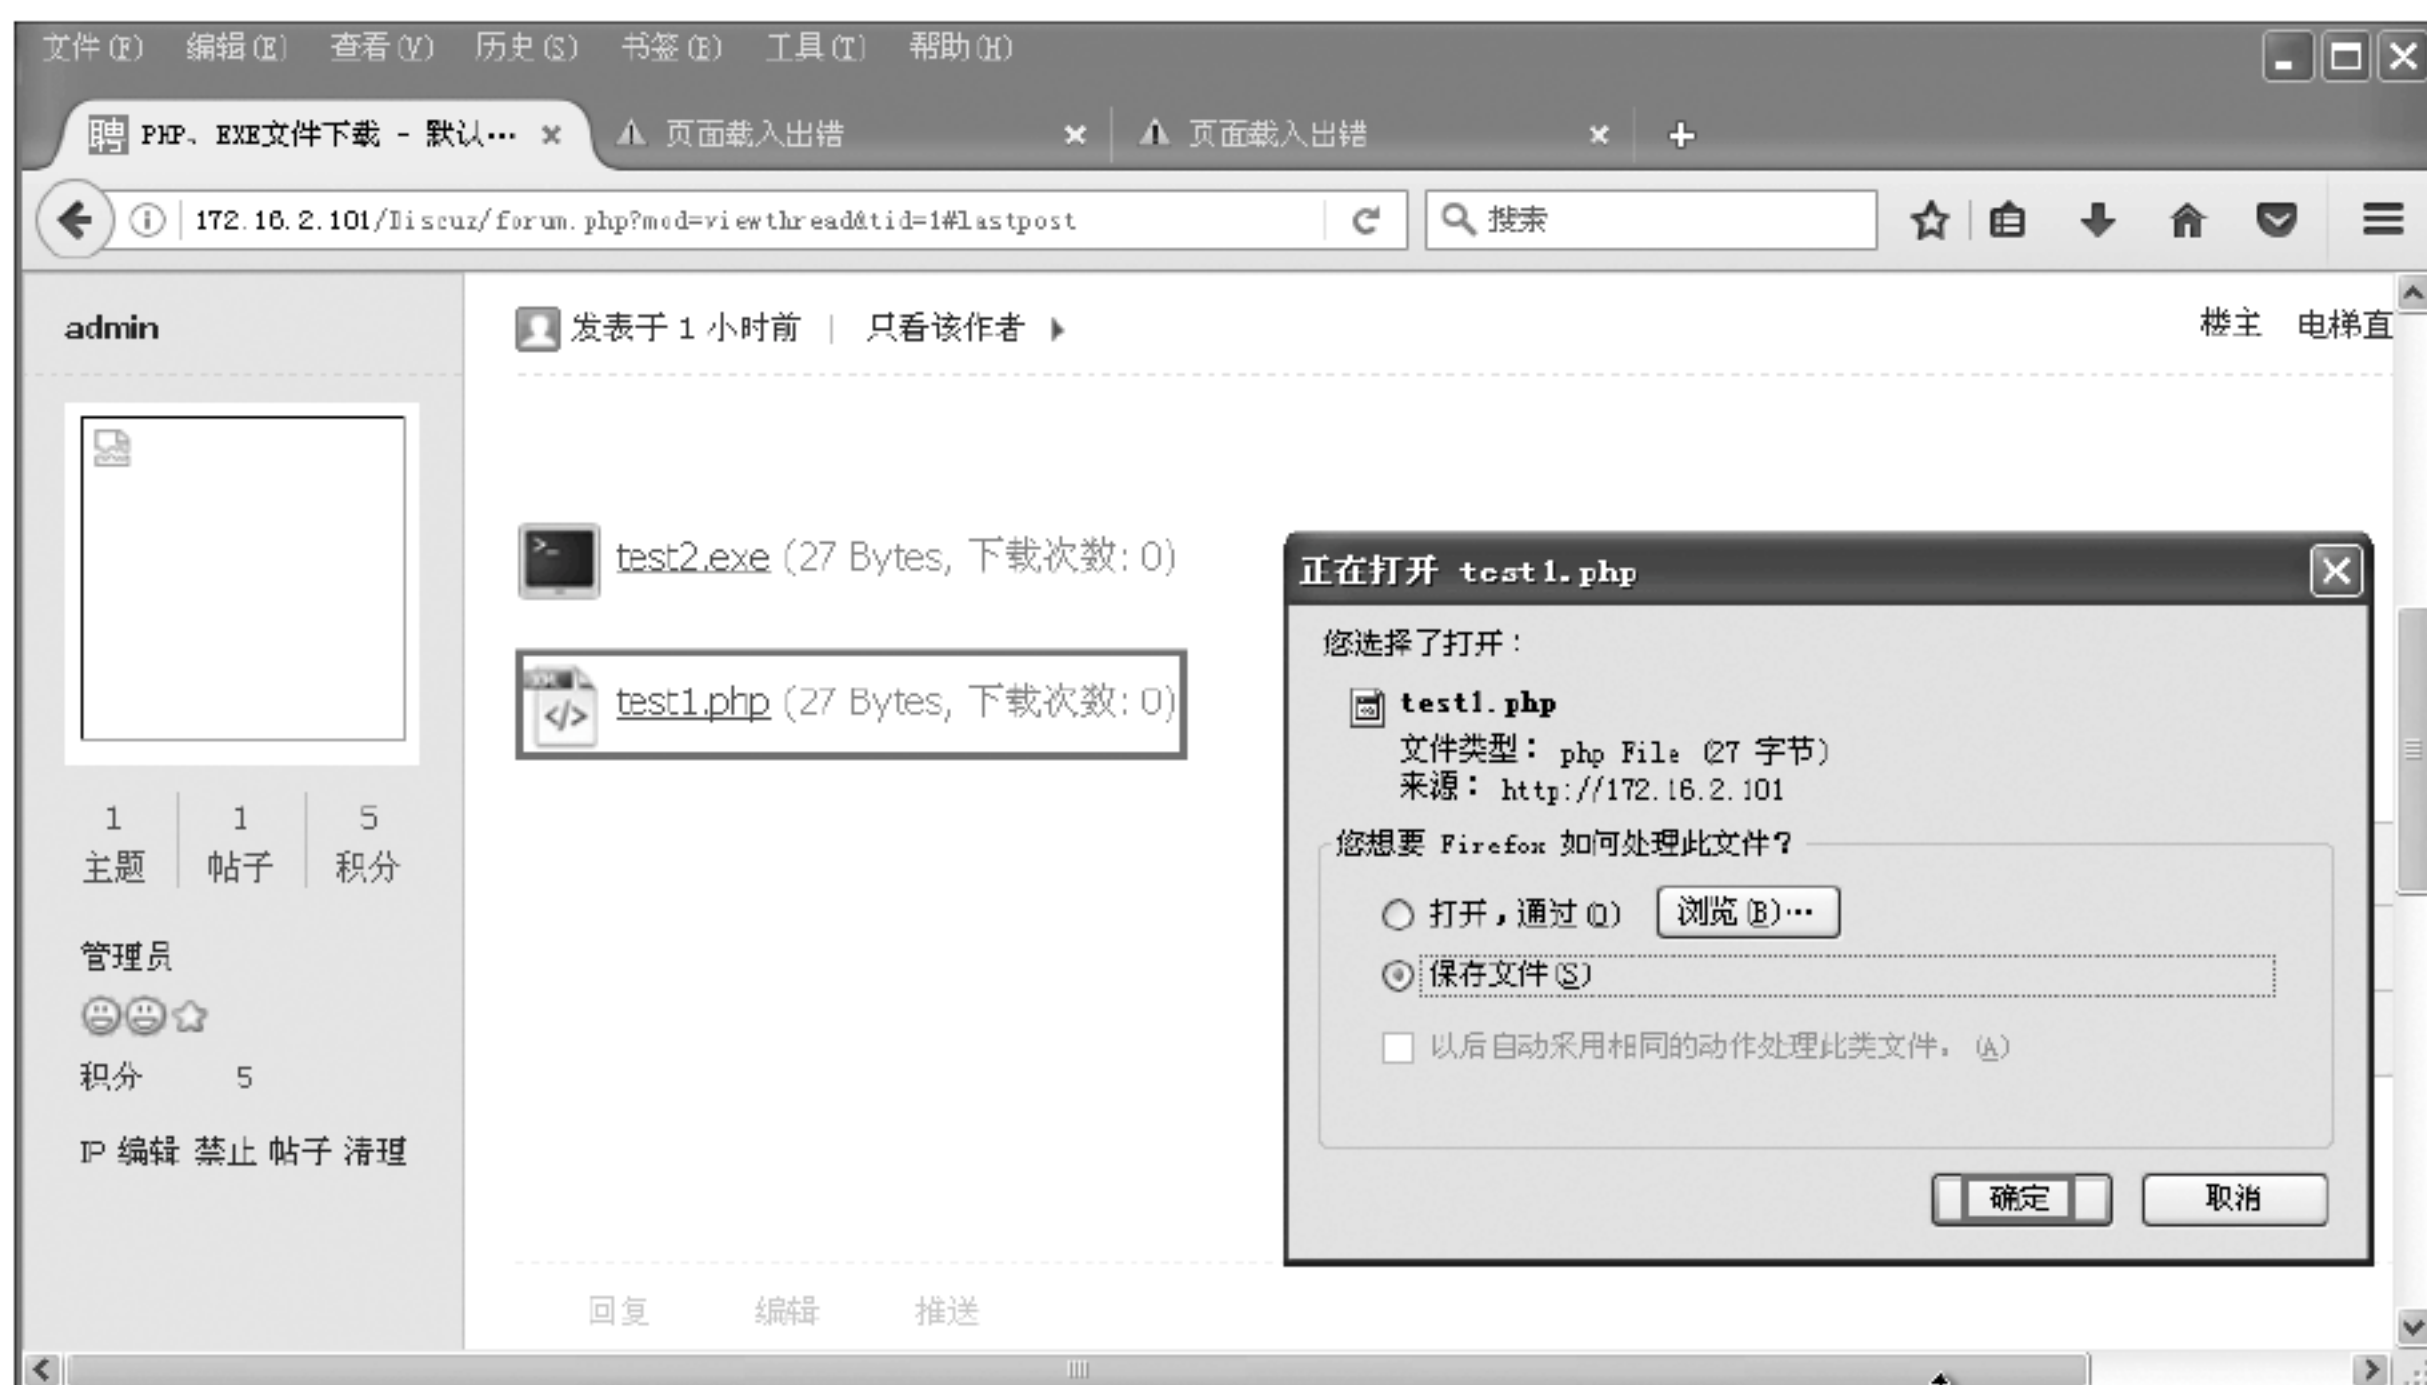 文件(F) 编辑(E) 查看(V) 历史(S) 书签(B) 工具(T) 帮助(H)
聘 PHP、EXE文件下载 - 默认… 页面载入出错 页面载入出错
172.16.2.101/Discuz/forum.php?mod=viewthread&tid=1#lastpost 搜索
admin
发表于 1 小时前 | 只看该作者
楼主 电梯直
test2.exe (27 Bytes, 下载次数: 0)
test1.php (27 Bytes, 下载次数: 0)
1 1 5
主题 帖子 积分
管理员
积分 5
IP 编辑 禁止 帖子 清理
正在打开 test1.php
您选择了打开：
test1.php
文件类型： php File (27 字节)
来源： http://172.16.2.101
您想要 Firefox 如何处理此文件？
打开，通过(O) 浏览(B)…
保存文件(S)
以后自动采用相同的动作处理此类文件。(A)
确定 取消
回复 编辑 推送